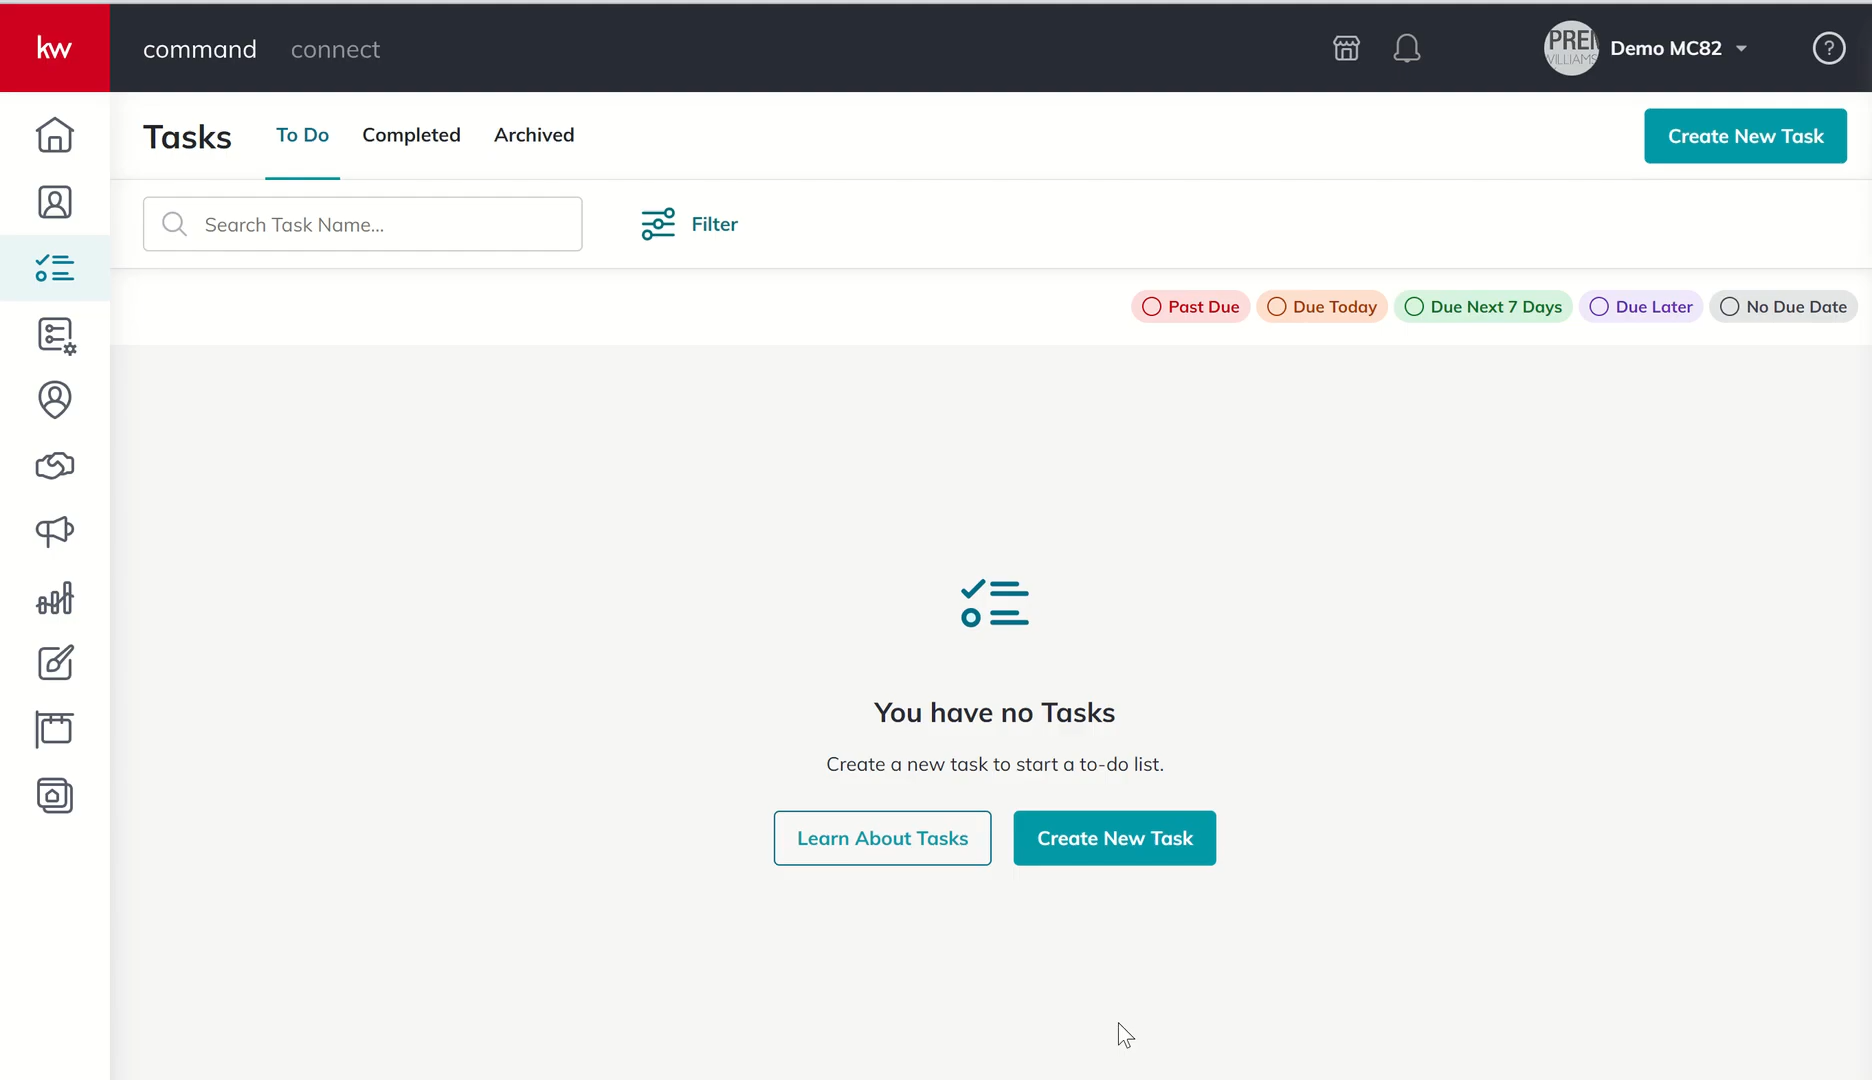 kw command connect Demo MC82 ?
Tasks To Do Completed Archived Create New Task
Search Task Name... Filter
Past Due Due Today Due Next 7 Days Due Later No Due Date
You have no Tasks
Create a new task to start a to-do list.
Learn About Tasks Create New Task